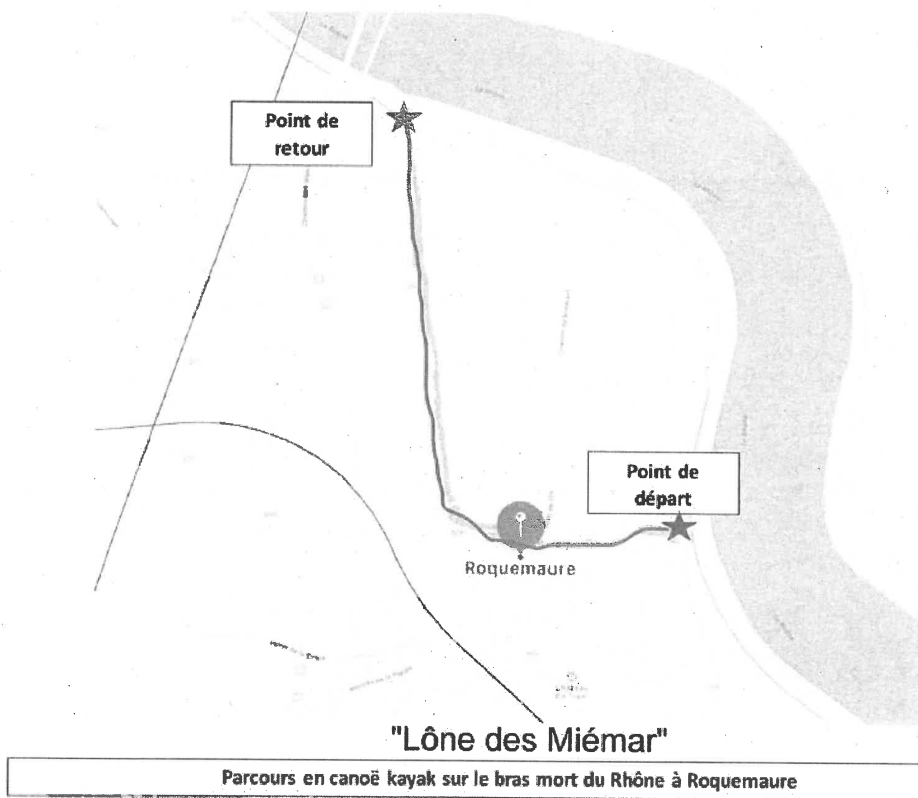 Point de
retour
Point de
départ
Roquemaure
"Lône des Miémar"
Parcours en canoë kayak sur le bras mort du Rhône à Roquemaure